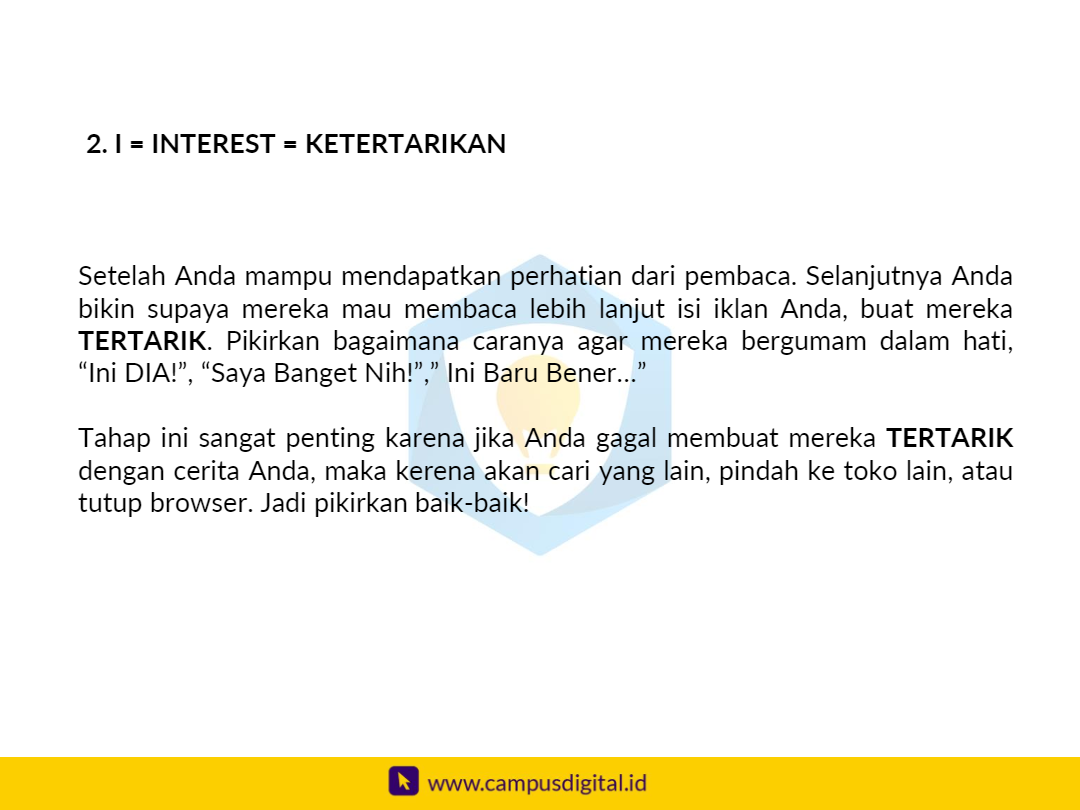 2. I = INTEREST = KETERTARIKAN
Setelah Anda mampu mendapatkan perhatian dari pembaca. Selanjutnya Anda
bikin supaya mereka mau membaca lebih lanjut isi iklan Anda, buat mereka
TERTARIK. Pikirkan bagaimana caranya agar mereka bergumam dalam hati,
“Ini DIA!”, “Saya Banget Nih!”,” Ini Baru Bener…”
Tahap ini sangat penting karena jika Anda gagal membuat mereka TERTARIK
dengan cerita Anda, maka kerena akan cari yang lain, pindah ke toko lain, atau
tutup browser. Jadi pikirkan baik-baik!
www.campusdigital.id